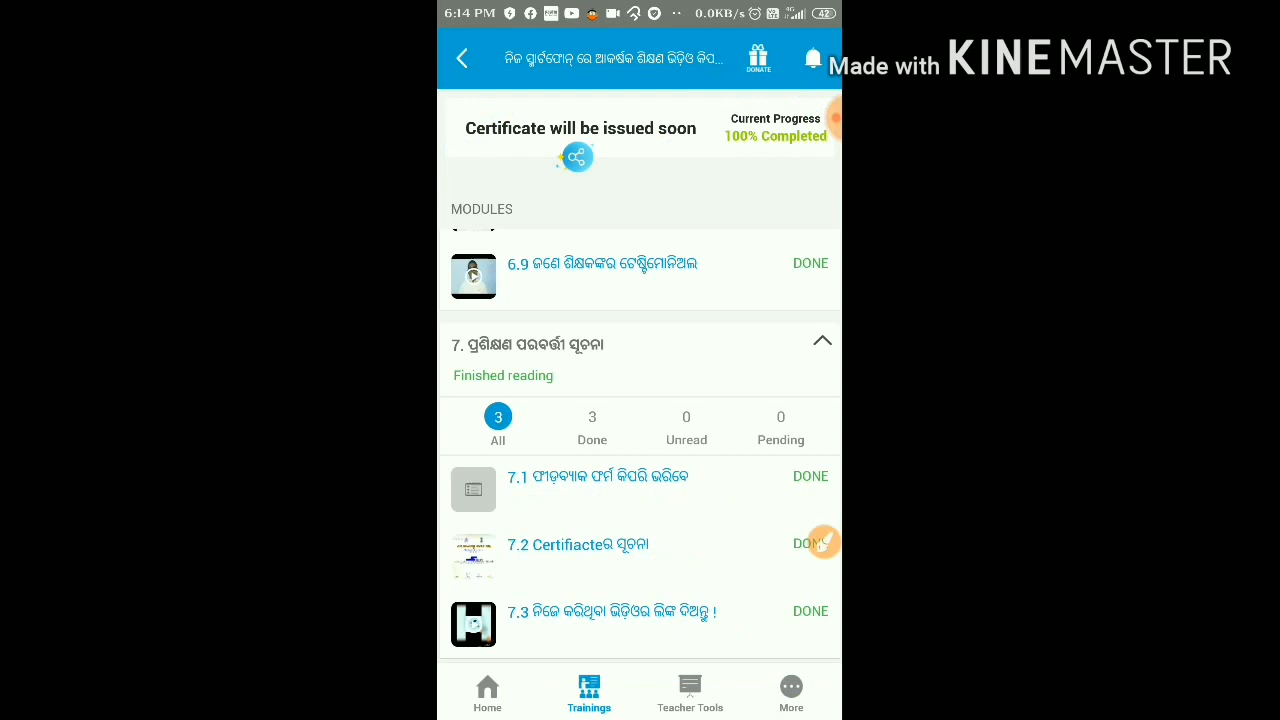 6:14 PM 0.0KB/s 4G 42
ନିଜ ସ୍ମାର୍ଟଫୋନ୍ ରେ ଆକର୍ଷକ ଶିକ୍ଷଣ ଭିଡ଼ିଓ କିପ...
DONATE
Made with KINEMASTER
Certificate will be issued soon
Current Progress
100% Completed
MODULES
6.9 ଜଣେ ଶିକ୍ଷକଙ୍କର ଟେଷ୍ଟିମୋନିଅଲ
DONE
7. ପ୍ରଶିକ୍ଷଣ ପରବର୍ତ୍ତୀ ସୂଚନା
Finished reading
3 3 0 0
All Done Unread Pending
7.1 ଫୀଡ଼ବ୍ୟାକ ଫର୍ମ କିପରି ଭରିବେ
DONE
7.2 Certifiacteର ସୂଚନା
7.3 ନିଜେ କରିଥିବା ଭିଡ଼ିଓର ଲିଙ୍କ ଦିଅନ୍ତୁ !
DONE
Home Trainings Teacher Tools More